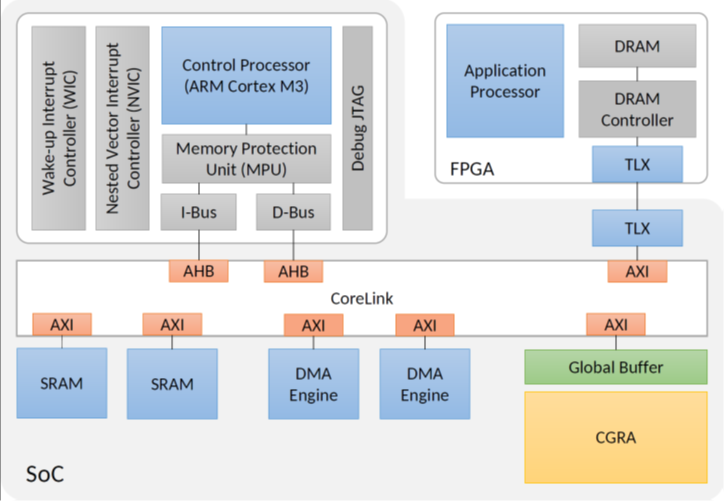 Wake-up Interrupt
Controller (WIC)
Nested Vector Interrupt
Controller (NVIC)
Control Processor
(ARM Cortex M3)
Memory Protection
Unit (MPU)
I-Bus
D-Bus
Debug JTAG
Application
Processor
DRAM
DRAM
Controller
FPGA
TLX
TLX
AHB
AHB
AXI
CoreLink
AXI
AXI
AXI
AXI
AXI
SRAM
SRAM
DMA
Engine
DMA
Engine
Global Buffer
CGRA
SoC